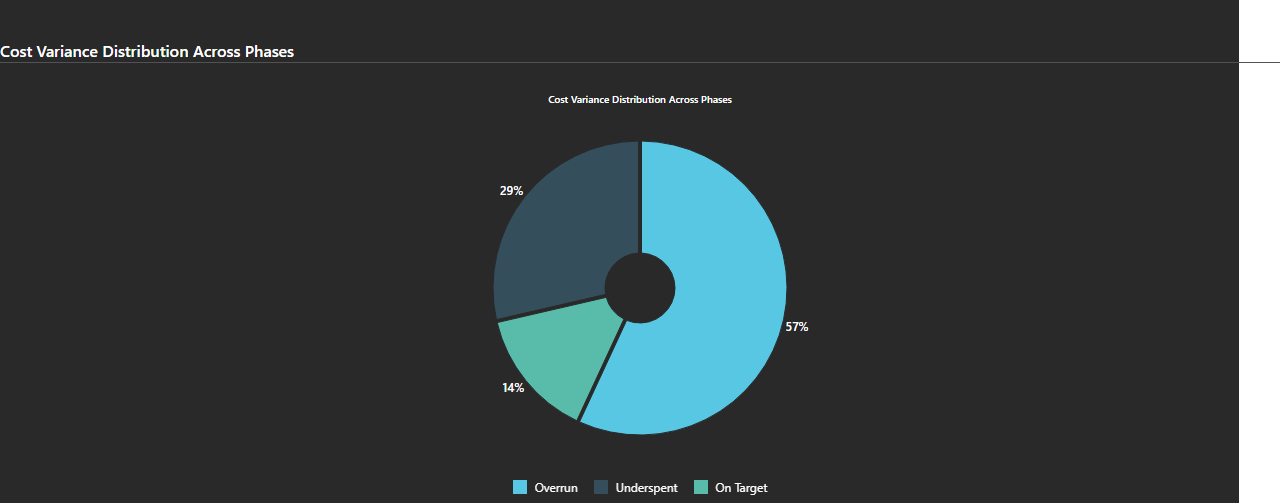 Cost Variance Distribution Across Phases
Cost Variance Distribution Across Phases
29%
57%
14%
Overrun Underspent On Target